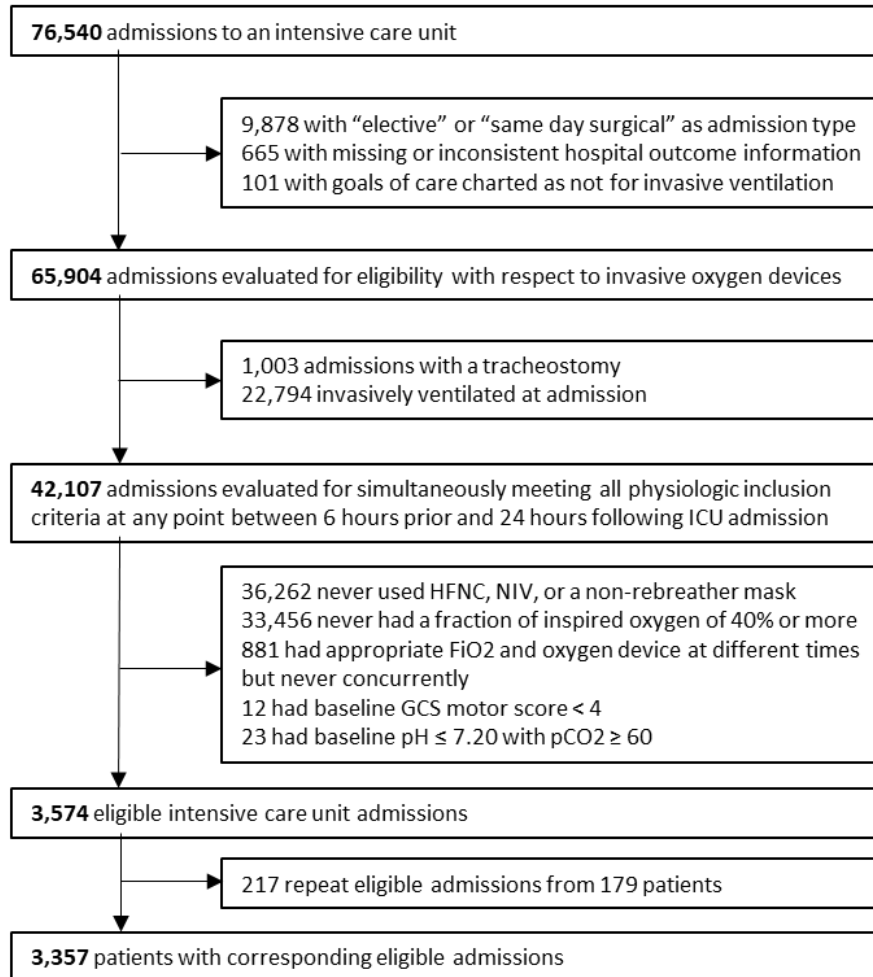 76,540 admissions to an intensive care unit
9,878 with “elective” or “same day surgical” as admission type
665 with missing or inconsistent hospital outcome information
101 with goals of care charted as not for invasive ventilation
65,904 admissions evaluated for eligibility with respect to invasive oxygen devices
1,003 admissions with a tracheostomy
22,794 invasively ventilated at admission
42,107 admissions evaluated for simultaneously meeting all physiologic inclusion
criteria at any point between 6 hours prior and 24 hours following ICU admission
36,262 never used HFNC, NIV, or a non-rebreather mask
33,456 never had a fraction of inspired oxygen of 40% or more
881 had appropriate FiO2 and oxygen device at different times
but never concurrently
12 had baseline GCS motor score < 4
23 had baseline pH ≤ 7.20 with pCO2 ≥ 60
3,574 eligible intensive care unit admissions
217 repeat eligible admissions from 179 patients
3,357 patients with corresponding eligible admissions